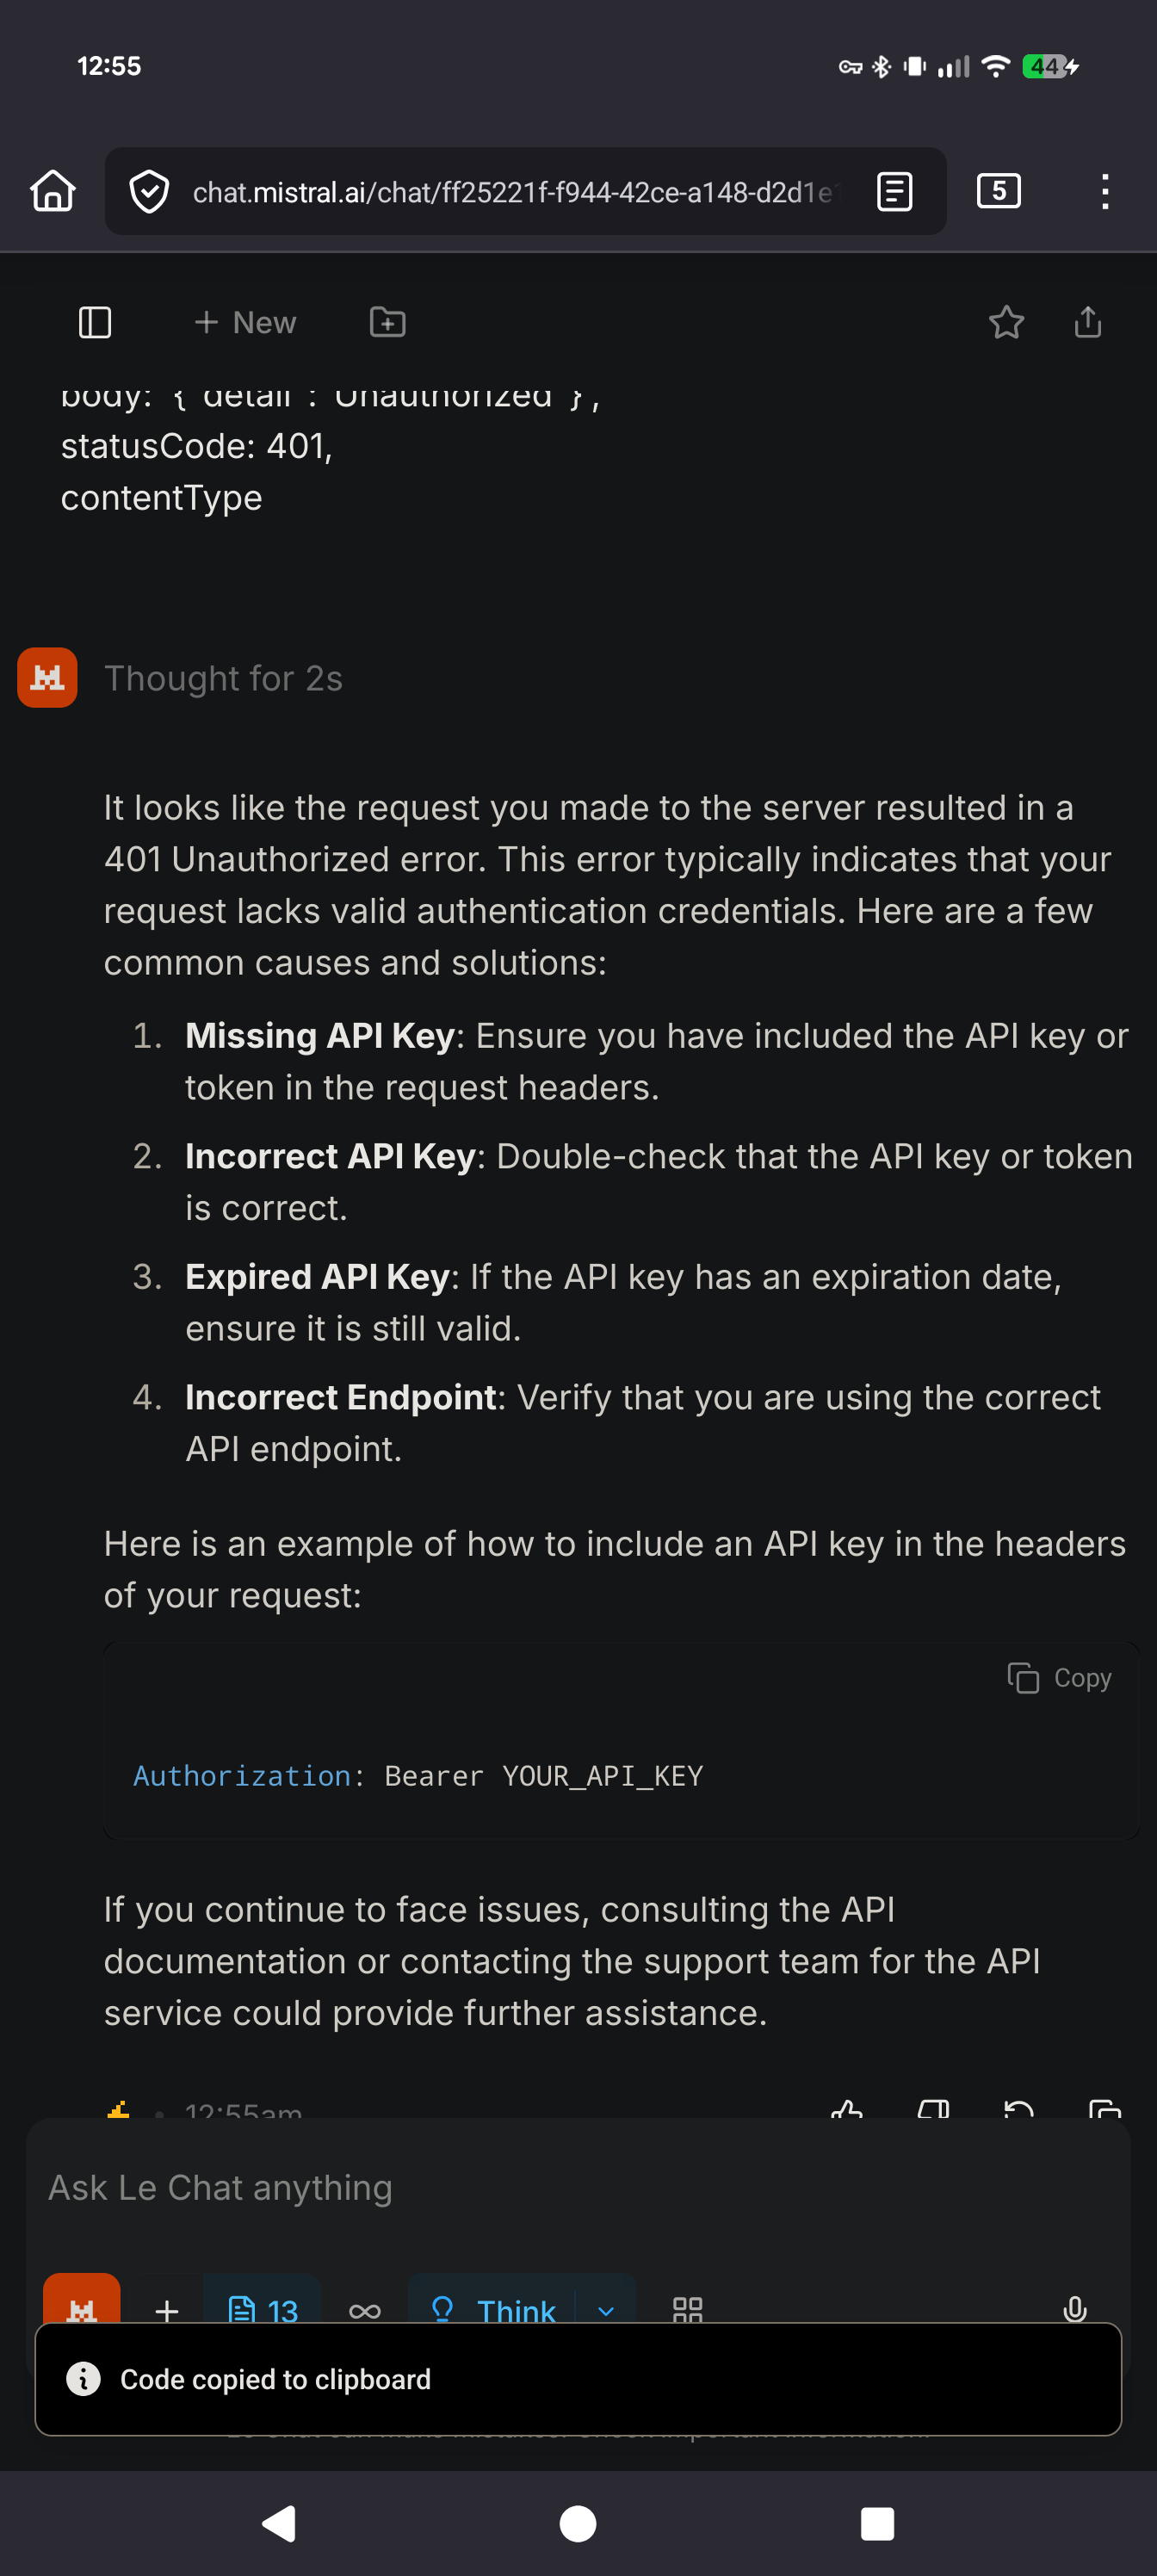 12:55
44
chat.mistral.ai/chat/ff25221f-f944-42ce-a148-d2d1e
5
+ New
body: { detail : Unauthorized },
statusCode: 401,
contentType
Thought for 2s
It looks like the request you made to the server resulted in a
401 Unauthorized error. This error typically indicates that your
request lacks valid authentication credentials. Here are a few
common causes and solutions:
1. Missing API Key: Ensure you have included the API key or
token in the request headers.
2. Incorrect API Key: Double-check that the API key or token
is correct.
3. Expired API Key: If the API key has an expiration date,
ensure it is still valid.
4. Incorrect Endpoint: Verify that you are using the correct
API endpoint.
Here is an example of how to include an API key in the headers
of your request:
Copy
Authorization: Bearer YOUR_API_KEY
If you continue to face issues, consulting the API
documentation or contacting the support team for the API
service could provide further assistance.
12:55am
Ask Le Chat anything
13
Think
Code copied to clipboard